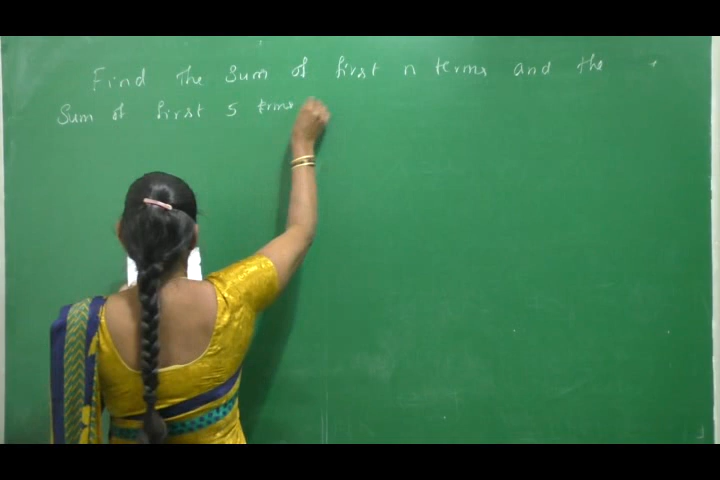 Find the Sum of first n terms and the
Sum of first 5 terms